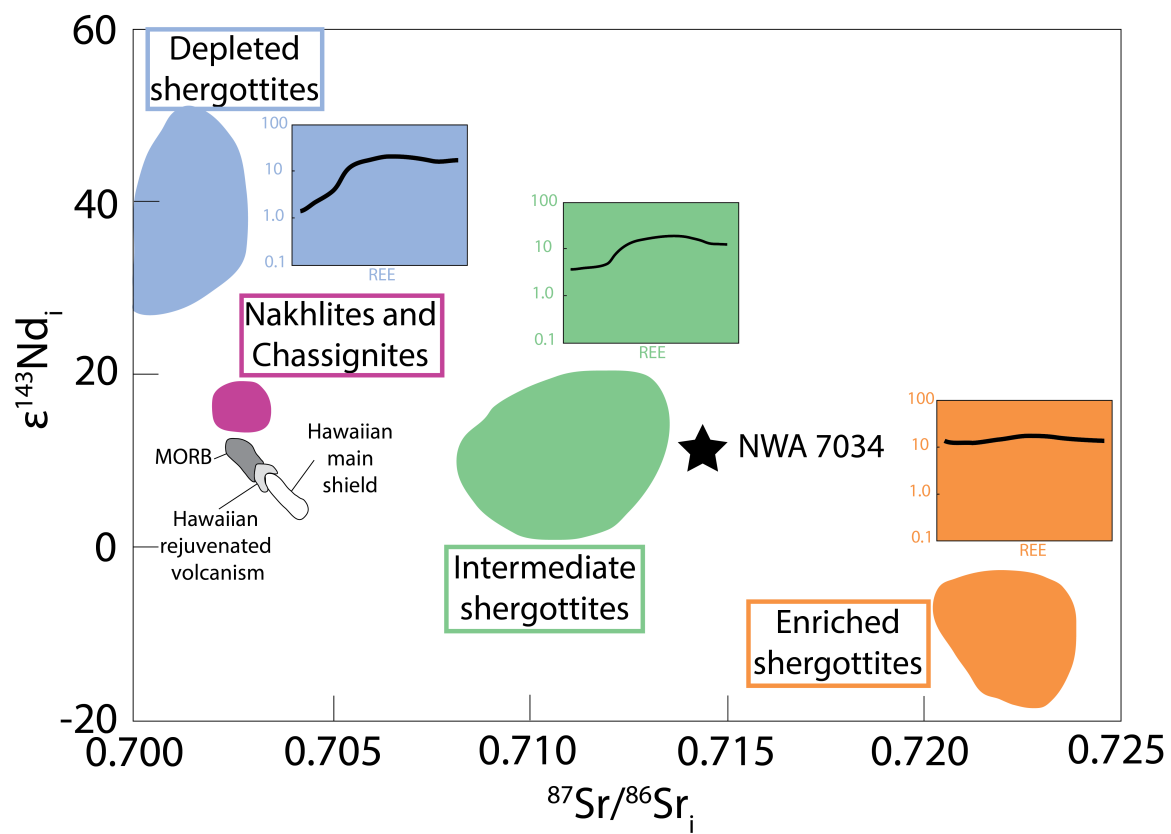 60
40
20
0
-20
ε¹⁴³Ndᵢ
Depleted
shergottites
100
10
1.0
0.1
REE
100
10
1.0
0.1
REE
Nakhlites and
Chassignites
MORB
Hawaiian
main
shield
Hawaiian
rejuvenated
volcanism
NWA 7034
100
10
1.0
0.1
REE
Intermediate
shergottites
Enriched
shergottites
0.700
0.705
0.710
0.715
0.720
0.725
⁸⁷Sr/⁸⁶Srᵢ